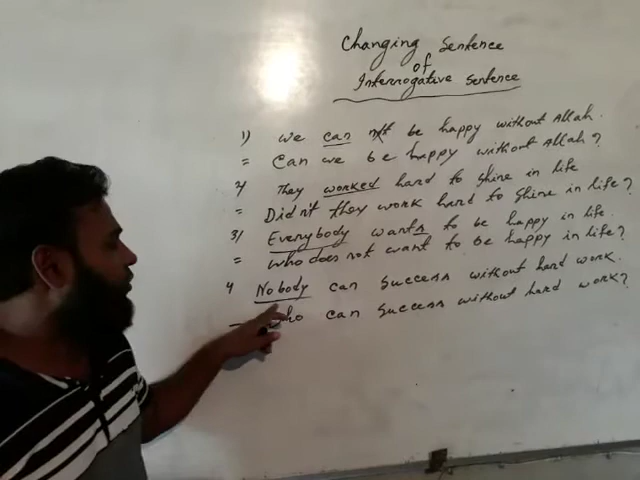 Changing Sentence
of
Interrogative Sentence
1) We can not be happy without Allah.
= Can we be happy without Allah?
2) They worked hard to shine in life
= Didn't they work hard to shine in life?
3) Everybody wants to be happy in life.
= Who does not want to be happy in life?
4) Nobody can success without hard work.
Who can success without hard work?